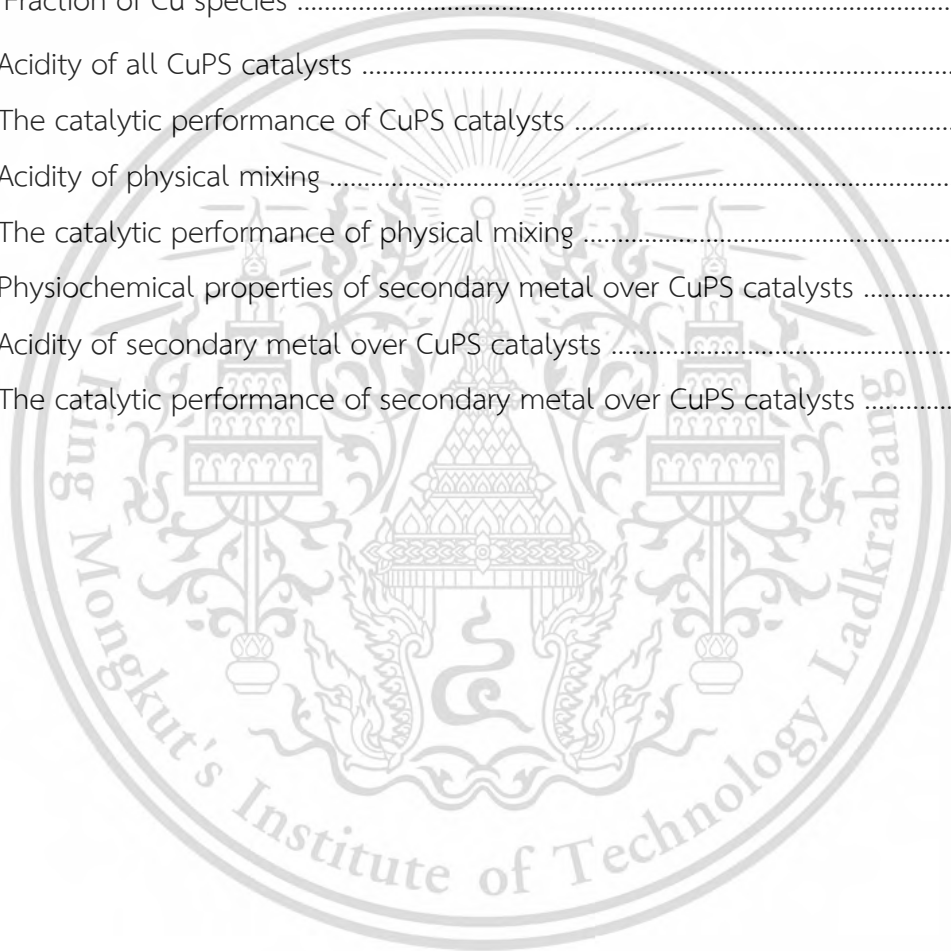 Fraction of Cu species ........................................................................................
Acidity of all CuPS catalysts ...............................................................................
The catalytic performance of CuPS catalysts ..................................................
Acidity of physical mixing ....................................................................................
The catalytic performance of physical mixing .................................................
Physiochemical properties of secondary metal over CuPS catalysts .............
Acidity of secondary metal over CuPS catalysts .............................................
The catalytic performance of secondary metal over CuPS catalysts .............
King Mongkut's Institute of Technology Ladkrabang